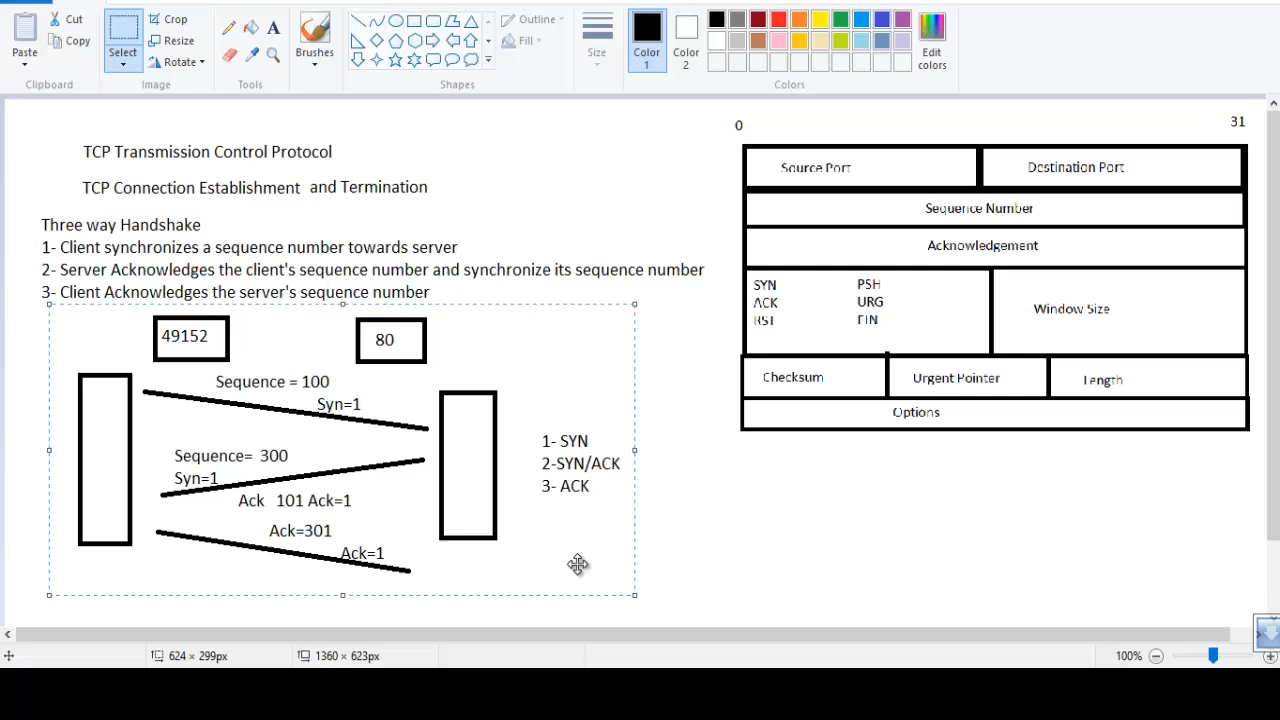 Paste
Cut
Copy
Clipboard
Select
Crop
Resize
Rotate
Image
A
Tools
Brushes
Outline
Fill
Shapes
Size
Color 1
Color 2
Edit colors
Colors
TCP Transmission Control Protocol
TCP Connection Establishment and Termination
Three way Handshake
1- Client synchronizes a sequence number towards server
2- Server Acknowledges the client's sequence number and synchronize its sequence number
3- Client Acknowledges the server's sequence number
49152
80
Sequence = 100
Syn=1
Sequence= 300
Syn=1
Ack 101 Ack=1
Ack=301
Ack=1
1- SYN
2-SYN/ACK
3- ACK
0
31
Source Port
Destination Port
Sequence Number
Acknowledgement
SYN PSH
ACK URG
RST FIN
Window Size
Checksum
Urgent Pointer
Length
Options
624 × 299px
1360 × 623px
100%